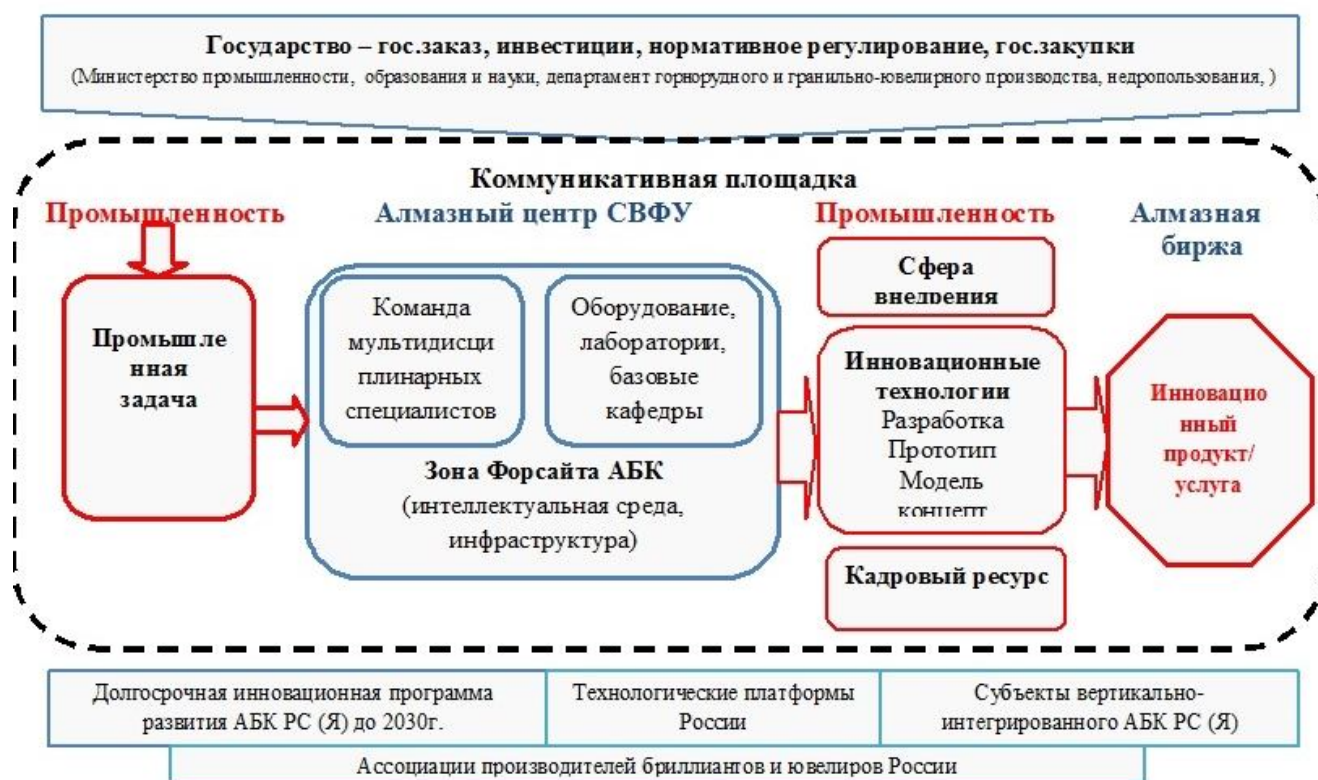 Государство – гос.заказ, инвестиции, нормативное регулирование, гос.закупки
(Министерство промышленности, образования и науки, департамент горнорудного и гранильно-ювелирного производства, недропользования, )
Коммуникативная площадка
Промышленность
Промышле
нная
задача
Алмазный центр СВФУ
Команда
мультидисци
плинарных
специалистов
Оборудование,
лаборатории,
базовые
кафедры
Зона Форсайта АБК
(интеллектуальная среда,
инфраструктура)
Промышленность
Сфера
внедрения
Инновационные
технологии
Разработка
Прототип
Модель
концепт
Кадровый ресурс
Алмазная
биржа
Инновацио
нный
продукт/
услуга
Долгосрочная инновационная программа
развития АБК РС (Я) до 2030г.
Технологические платформы
России
Субъекты вертикально-
интегрированного АБК РС (Я)
Ассоциации производителей бриллиантов и ювелиров России